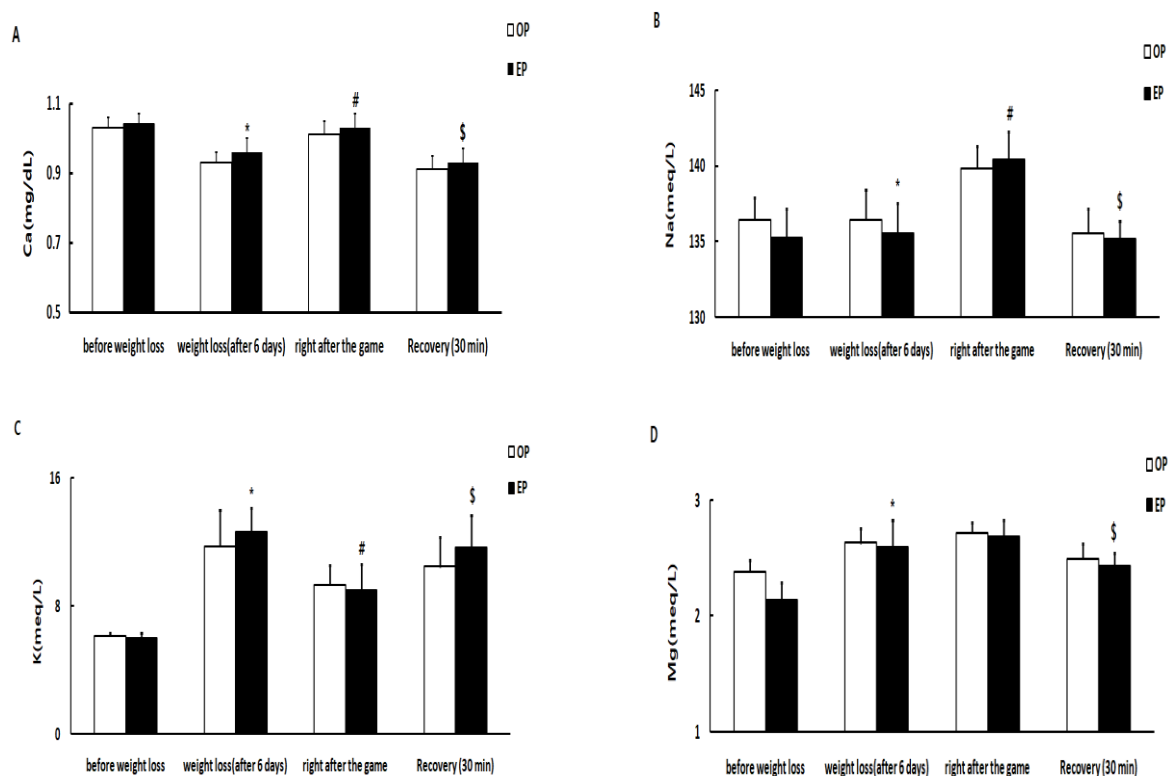 A
OP
EP
Ca(mg/dL)
1.1
0.9
0.7
0.5
*
#
$
before weight loss
weight loss(after 6 days)
right after the game
Recovery (30 min)
B
OP
EP
Na(meq/L)
145
140
135
130
*
#
$
before weight loss
weight loss(after 6 days)
right after the game
Recovery (30 min)
C
OP
EP
K(meq/L)
16
8
0
*
#
$
before weight loss
weight loss(after 6 days)
right after the game
Recovery (30 min)
D
OP
EP
Mg(meq/L)
3
2
1
*
$
before weight loss
weight loss(after 6 days)
right after the game
Recovery (30 min)